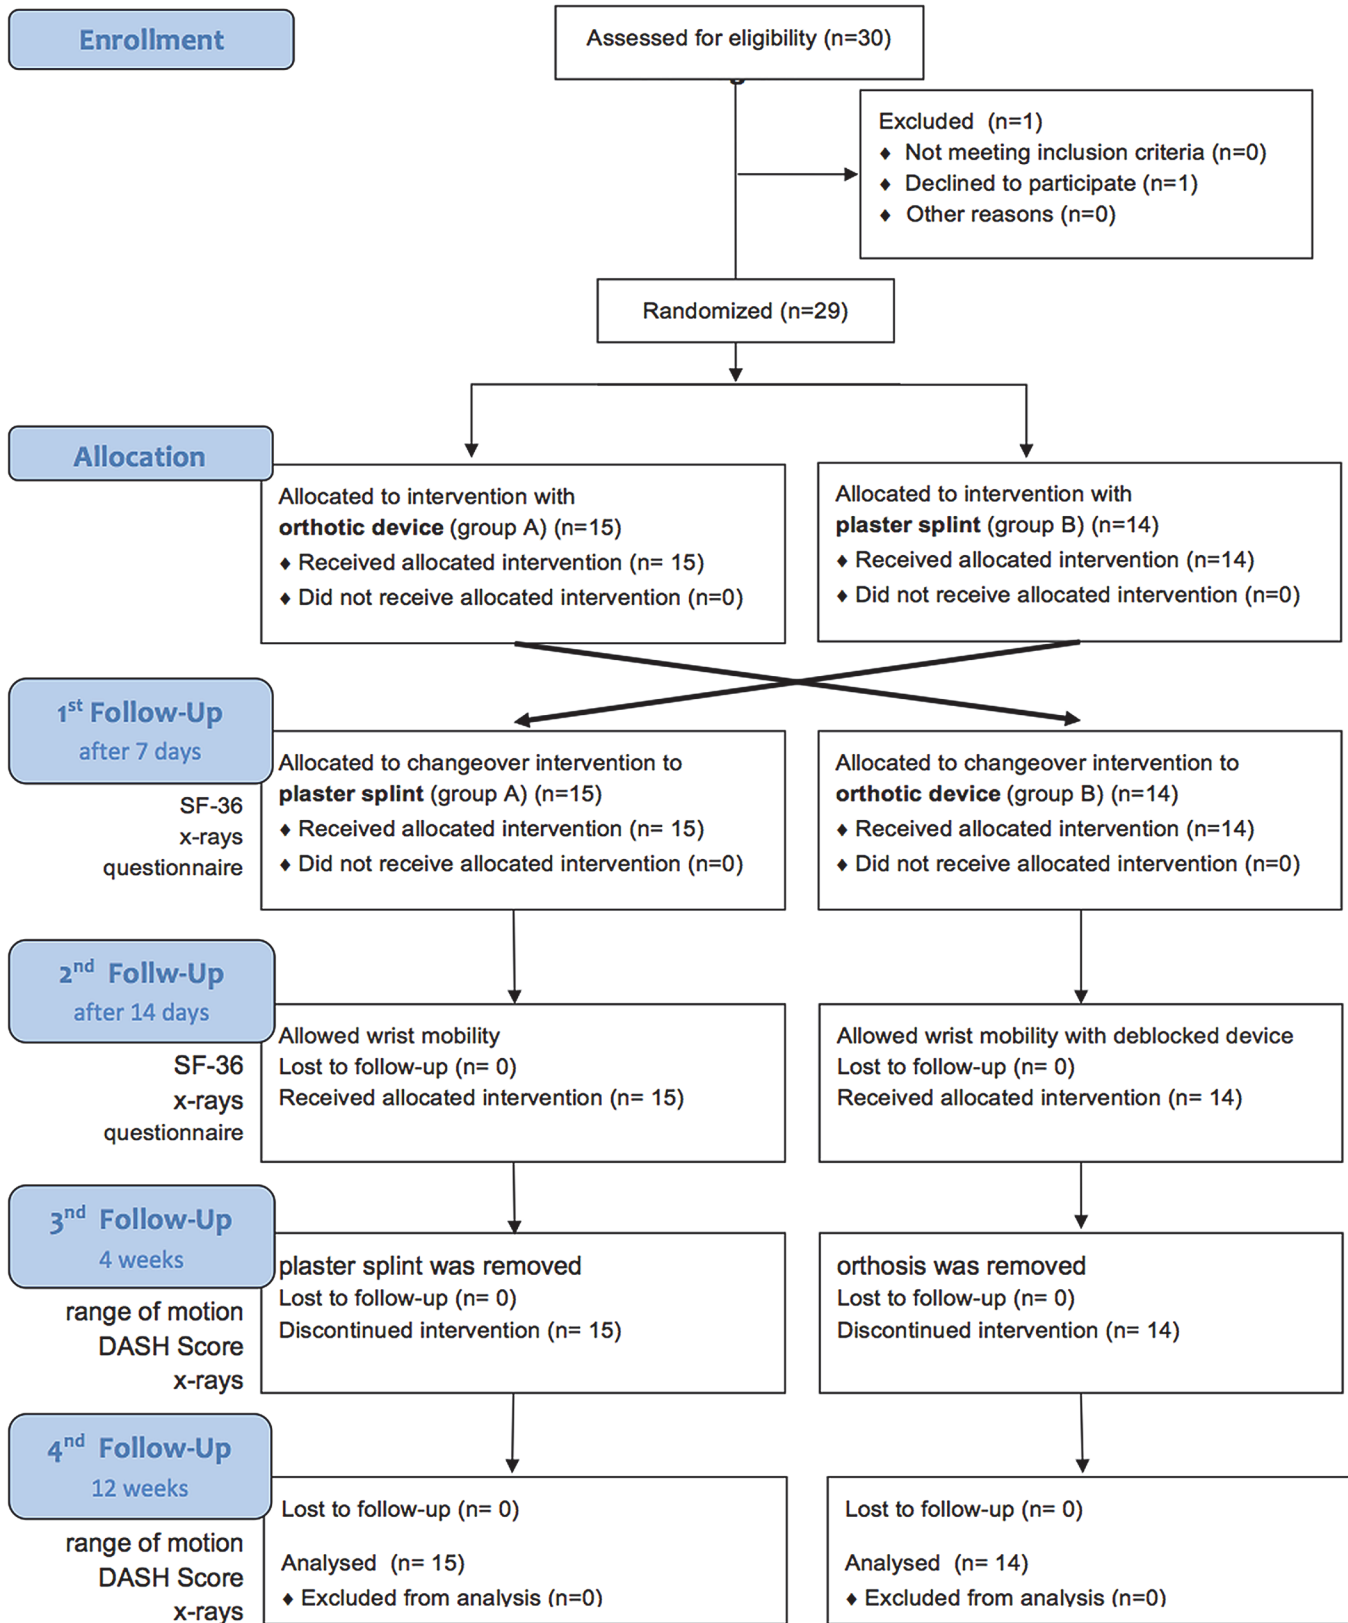 Enrollment
Assessed for eligibility (n=30)
Excluded (n=1)
♦ Not meeting inclusion criteria (n=0)
♦ Declined to participate (n=1)
♦ Other reasons (n=0)
Randomized (n=29)
Allocation
Allocated to intervention with
orthotic device (group A) (n=15)
♦ Received allocated intervention (n= 15)
♦ Did not receive allocated intervention (n=0)
Allocated to intervention with
plaster splint (group B) (n=14)
♦ Received allocated intervention (n=14)
♦ Did not receive allocated intervention (n=0)
1st Follow-Up
after 7 days
SF-36
x-rays
questionnaire
Allocated to changeover intervention to
plaster splint (group A) (n=15)
♦ Received allocated intervention (n= 15)
♦ Did not receive allocated intervention (n=0)
Allocated to changeover intervention to
orthotic device (group B) (n=14)
♦ Received allocated intervention (n=14)
♦ Did not receive allocated intervention (n=0)
2nd Follw-Up
after 14 days
SF-36
x-rays
questionnaire
Allowed wrist mobility
Lost to follow-up (n= 0)
Received allocated intervention (n= 15)
Allowed wrist mobility with deblocked device
Lost to follow-up (n= 0)
Received allocated intervention (n= 14)
3nd Follow-Up
4 weeks
range of motion
DASH Score
x-rays
plaster splint was removed
Lost to follow-up (n= 0)
Discontinued intervention (n= 15)
orthosis was removed
Lost to follow-up (n= 0)
Discontinued intervention (n= 14)
4nd Follow-Up
12 weeks
range of motion
DASH Score
x-rays
Lost to follow-up (n= 0)
Analysed (n= 15)
♦ Excluded from analysis (n=0)
Lost to follow-up (n= 0)
Analysed (n= 14)
♦ Excluded from analysis (n=0)